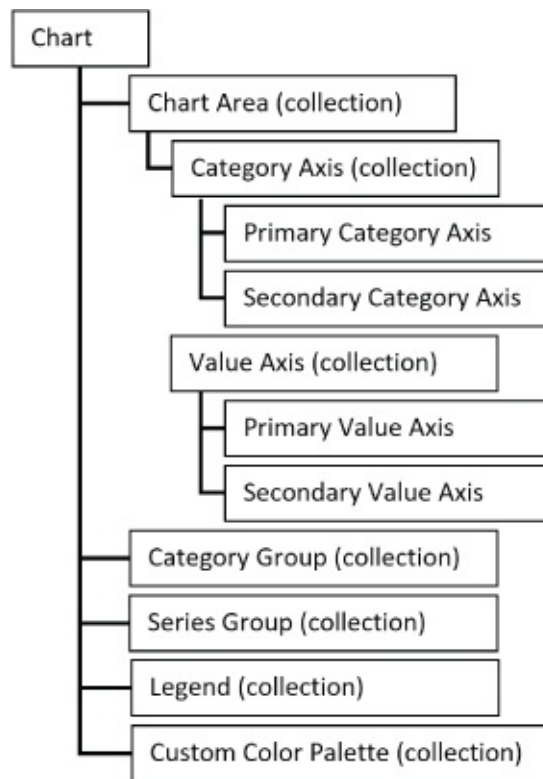 Chart
Chart Area (collection)
Category Axis (collection)
Primary Category Axis
Secondary Category Axis
Value Axis (collection)
Primary Value Axis
Secondary Value Axis
Category Group (collection)
Series Group (collection)
Legend (collection)
Custom Color Palette (collection)